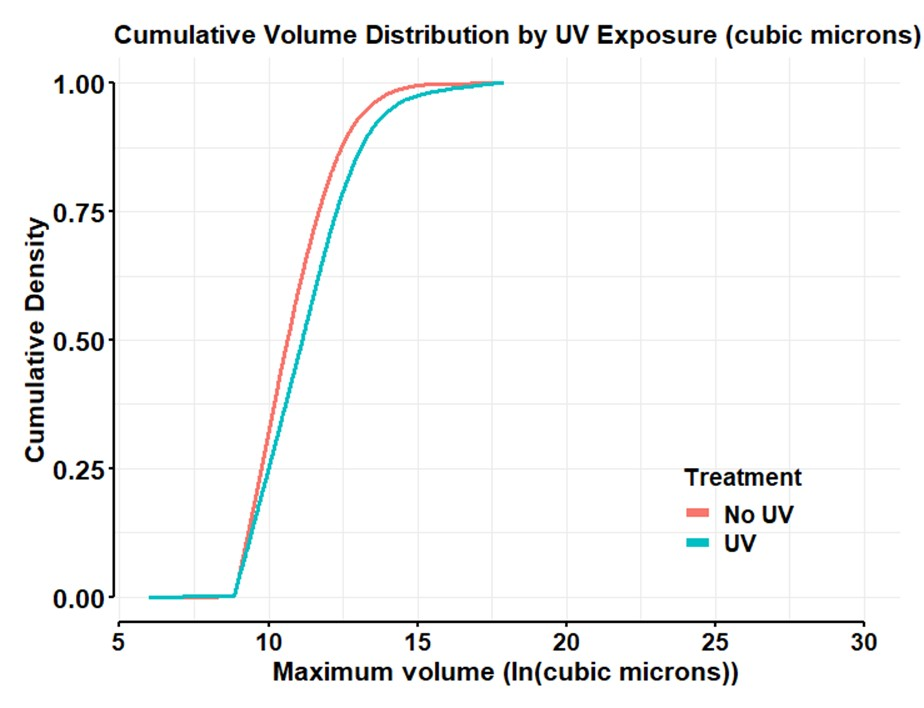 Cumulative Volume Distribution by UV Exposure (cubic microns)
Cumulative Density
1.00
0.75
0.50
0.25
0.00
Treatment
No UV
UV
5 10 15 20 25 30
Maximum volume (ln(cubic microns))